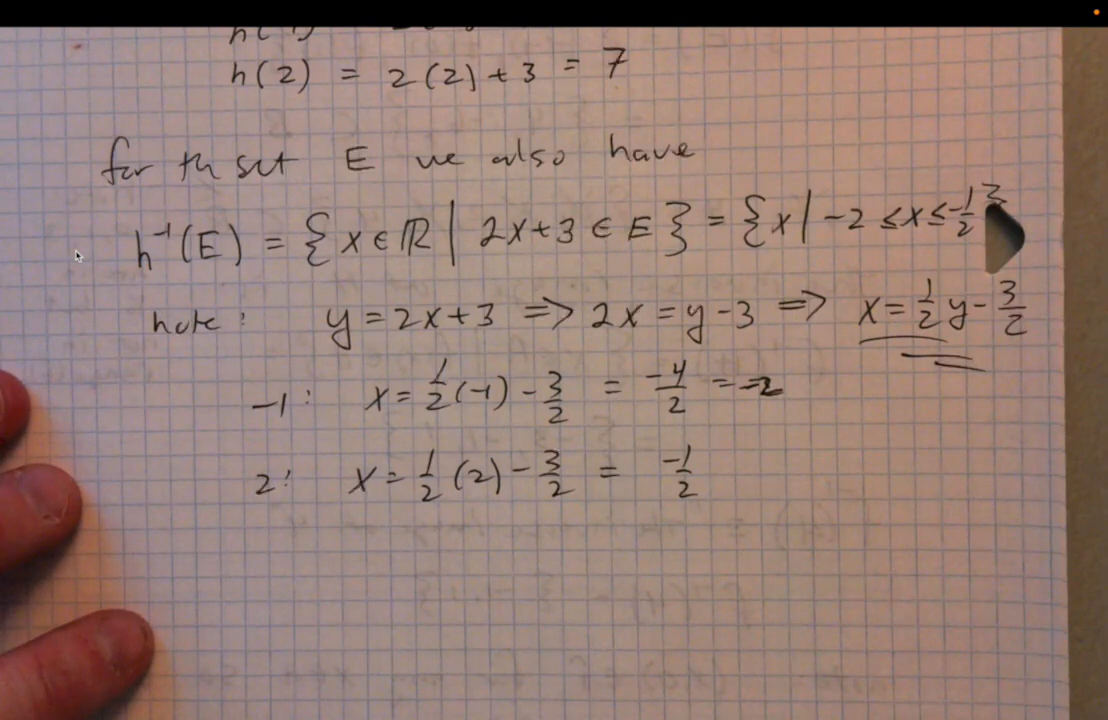 h(2) = 2(2)+3 = 7
for th set E we also have
h⁻¹(E) = {x ∈ ℝ | 2x+3 ∈ E} = {x | -2 ≤ x ≤ -1/2}
note: y = 2x+3 ⇒ 2x = y-3 ⇒ x = 1/2 y - 3/2
-1: x = 1/2 (-1) - 3/2 = -4/2 = -2
2: x = 1/2 (2) - 3/2 = -1/2